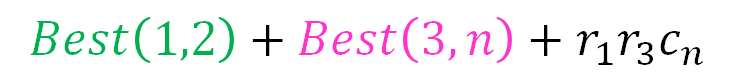 Best(1,2) + Best(3,n) + r₁r₃cₙ